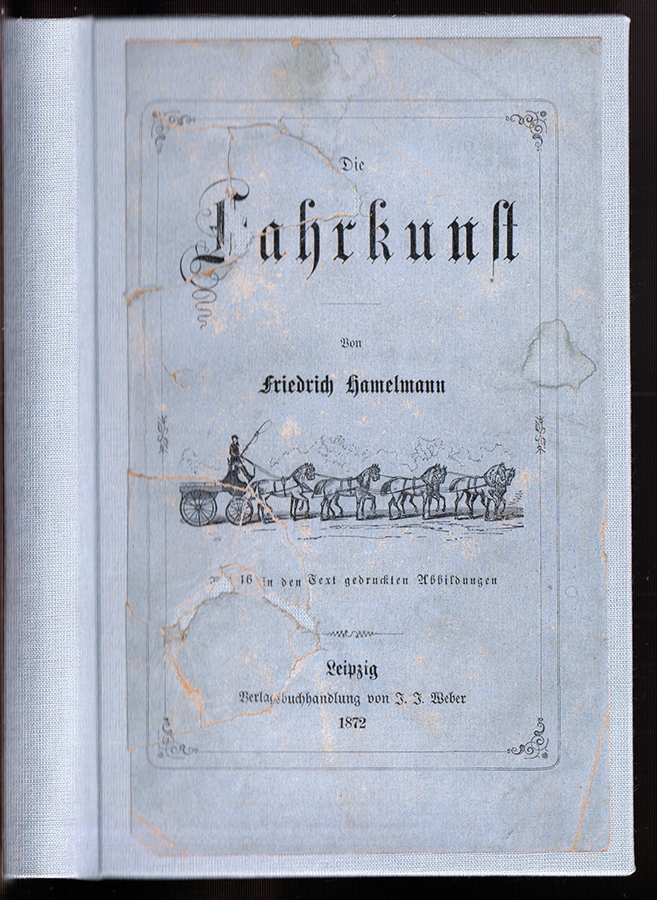 Die
Fahrkunst
Von
Friedrich Hamelmann
16 in den Text gedruckten Abbildungen
Leipzig
Verlagsbuchhandlung von J. J. Weber
1872